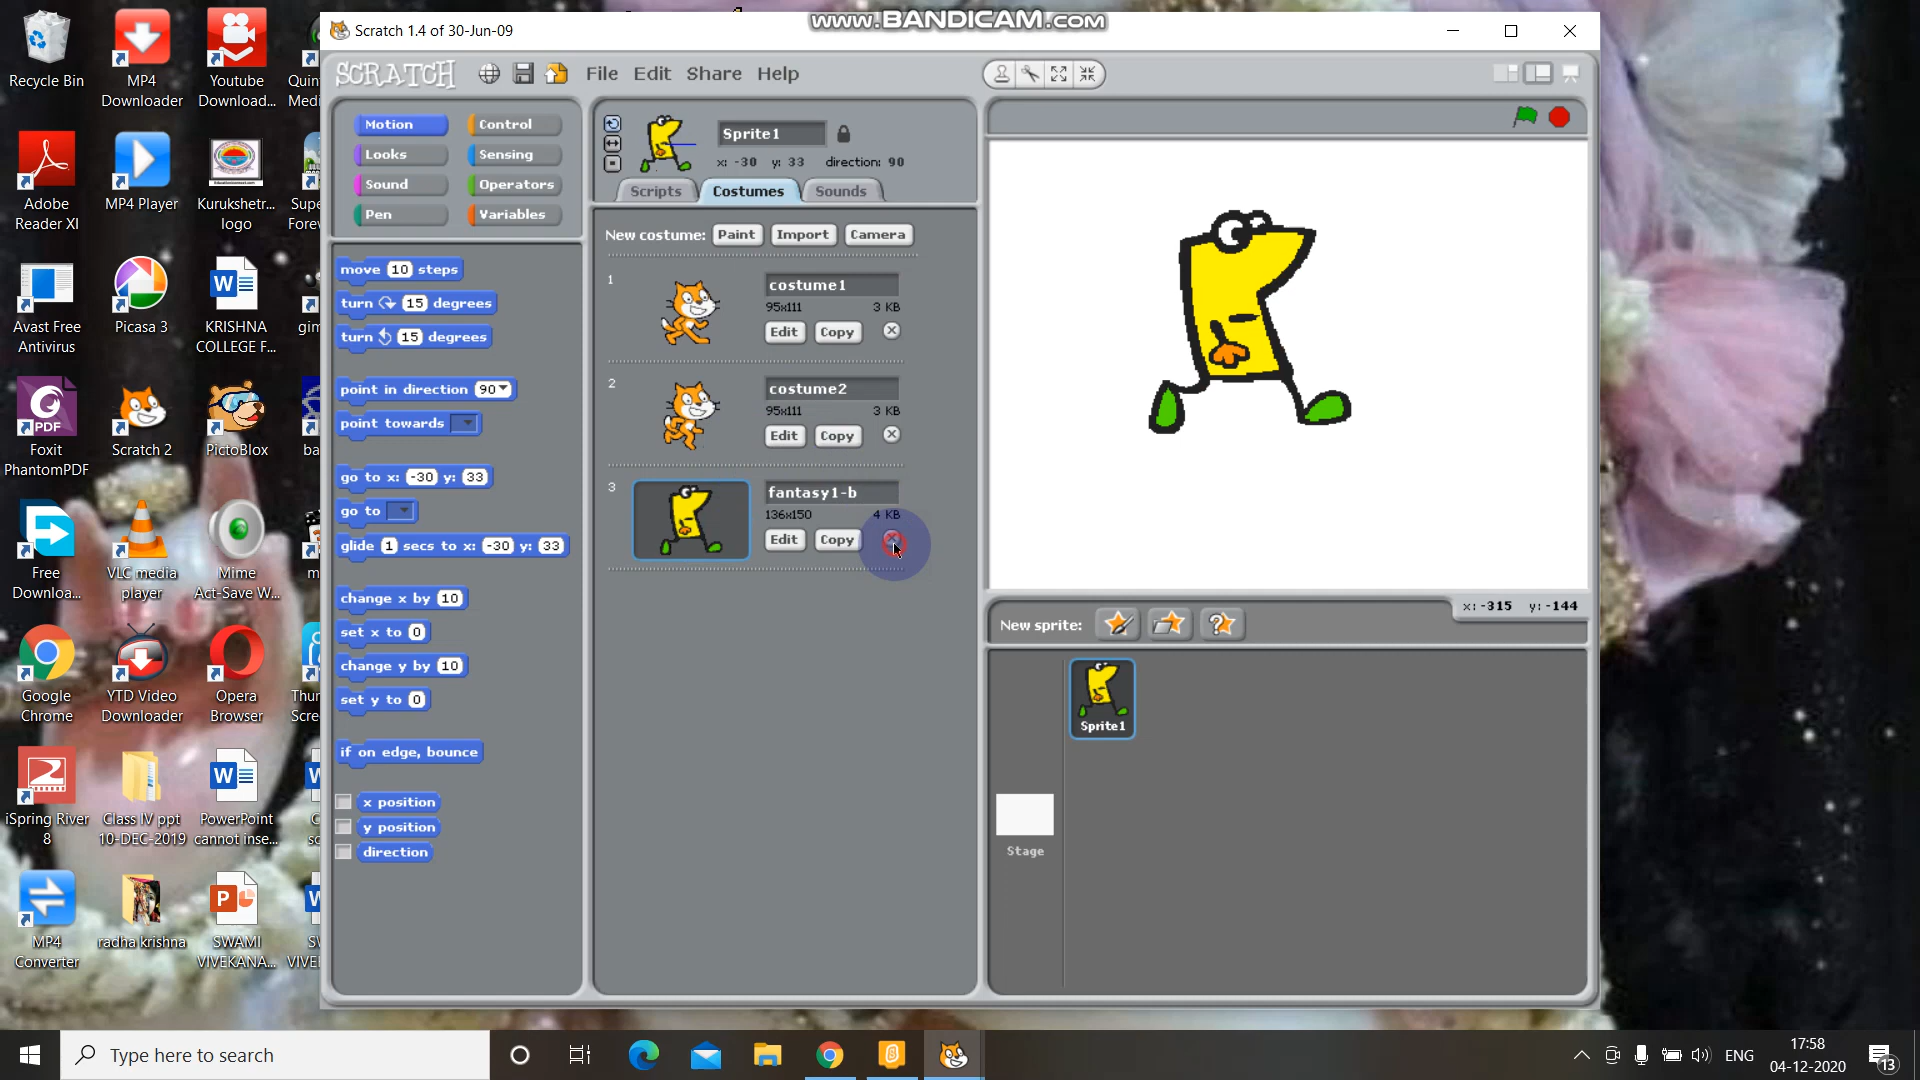 www.BANDICAM.com
Scratch 1.4 of 30-Jun-09
SCRATCH
File Edit Share Help
Motion
Control
Looks
Sensing
Sound
Operators
Pen
Variables
move 10 steps
turn 15 degrees
turn 15 degrees
point in direction 90
point towards
go to x: -30 y: 33
go to
glide 1 secs to x: -30 y: 33
change x by 10
set x to 0
change y by 10
set y to 0
if on edge, bounce
x position
y position
direction
Sprite1
x: -30 y: 33 direction: 90
Scripts Costumes Sounds
New costume: Paint Import Camera
1
costume1
95x111 3 KB
Edit Copy
2
costume2
95x111 3 KB
Edit Copy
3
fantasy1-b
136x150 4 KB
Edit Copy
x: -315 y: -144
New sprite:
Sprite1
Stage
Recycle Bin
MP4 Downloader
Youtube Download...
Adobe Reader XI
MP4 Player
Kurukshetr... logo
Avast Free Antivirus
Picasa 3
KRISHNA COLLEGE F...
Foxit PhantomPDF
Scratch 2
PictoBlox
Free Downloa...
VLC media player
Mime Act-Save W...
Google Chrome
YTD Video Downloader
Opera Browser
iSpring River 8
Class IV ppt 10-DEC-2019
PowerPoint cannot inse...
MP4 Converter
radha krishna
SWAMI VIVEKANA...
Type here to search
ENG
17:58
04-12-2020
13